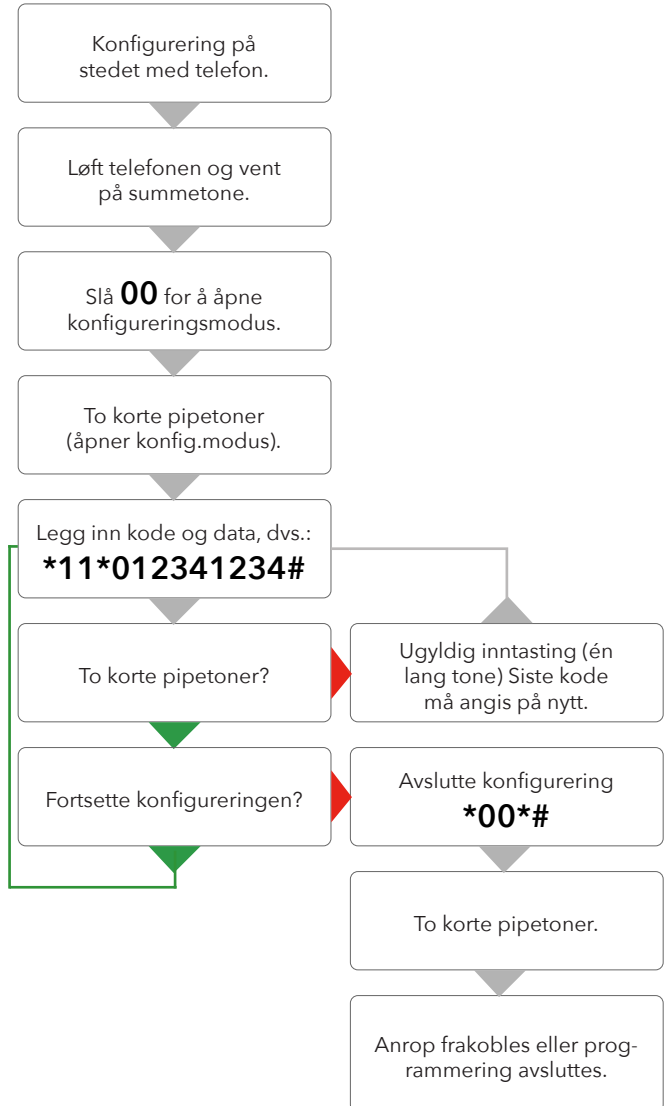 Konfigurering på
stedet med telefon.
Løft telefonen og vent
på summetone.
Slå 00 for å åpne
konfigureringsmodus.
To korte pipetoner
(åpner konfig.modus).
Legg inn kode og data, dvs.:
*11*012341234#
To korte pipetoner?
Ugyldig inntasting (én
lang tone) Siste kode
må angis på nytt.
Fortsette konfigureringen?
Avslutte konfigurering
*00*#
To korte pipetoner.
Anrop frakobles eller prog-
rammering avsluttes.